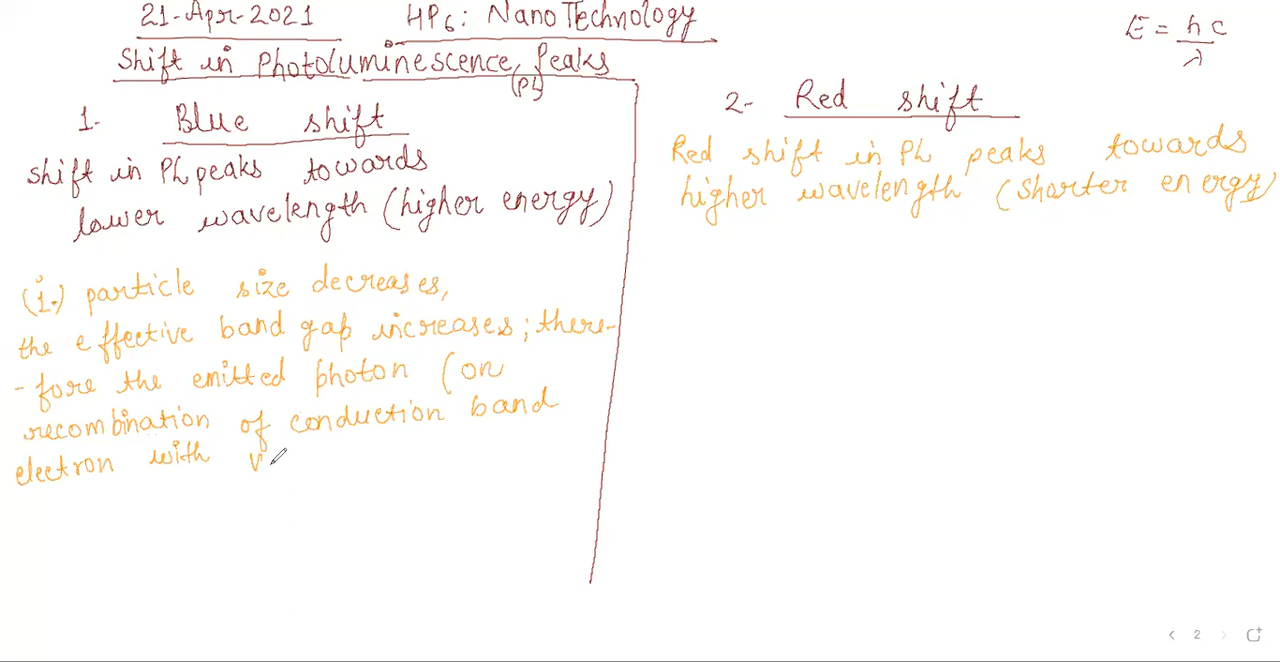 21-Apr-2021 HP6: NanoTechnology
Shift in Photoluminescence Peaks
(PL)
E = hc/λ
1- Blue shift
shift in PL peaks towards
lower wavelength (higher energy)
(i.) particle size decreases,
the effective band gap increases; there-
-fore the emitted photon (on
recombination of conduction band
electron with v
2- Red shift
Red shift in PL peaks towards
higher wavelength (shorter energy)
2